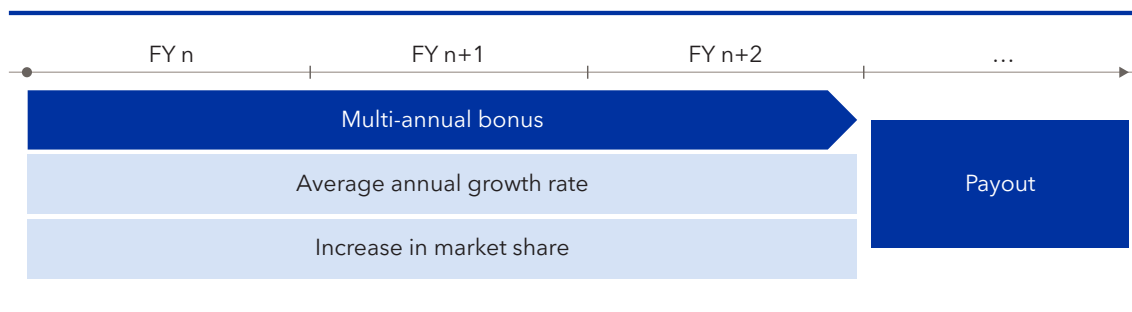 FY n FY n+1 FY n+2 …
Multi-annual bonus
Average annual growth rate
Payout
Increase in market share